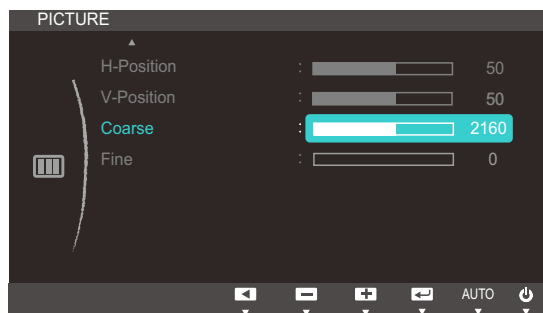 PICTURE
H-Position : 50
V-Position : 50
Coarse : 2160
Fine : 0
AUTO